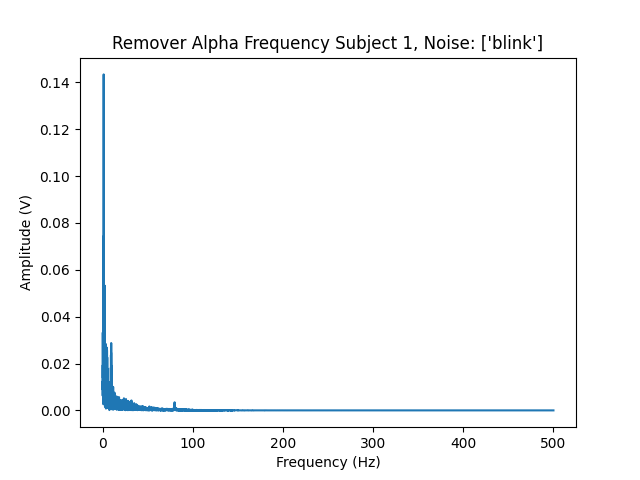 Remover Alpha Frequency Subject 1, Noise: ['blink']
0.14
0.12
0.10
0.08
0.06
0.04
0.02
0.00
Amplitude (V)
0 100 200 300 400 500
Frequency (Hz)